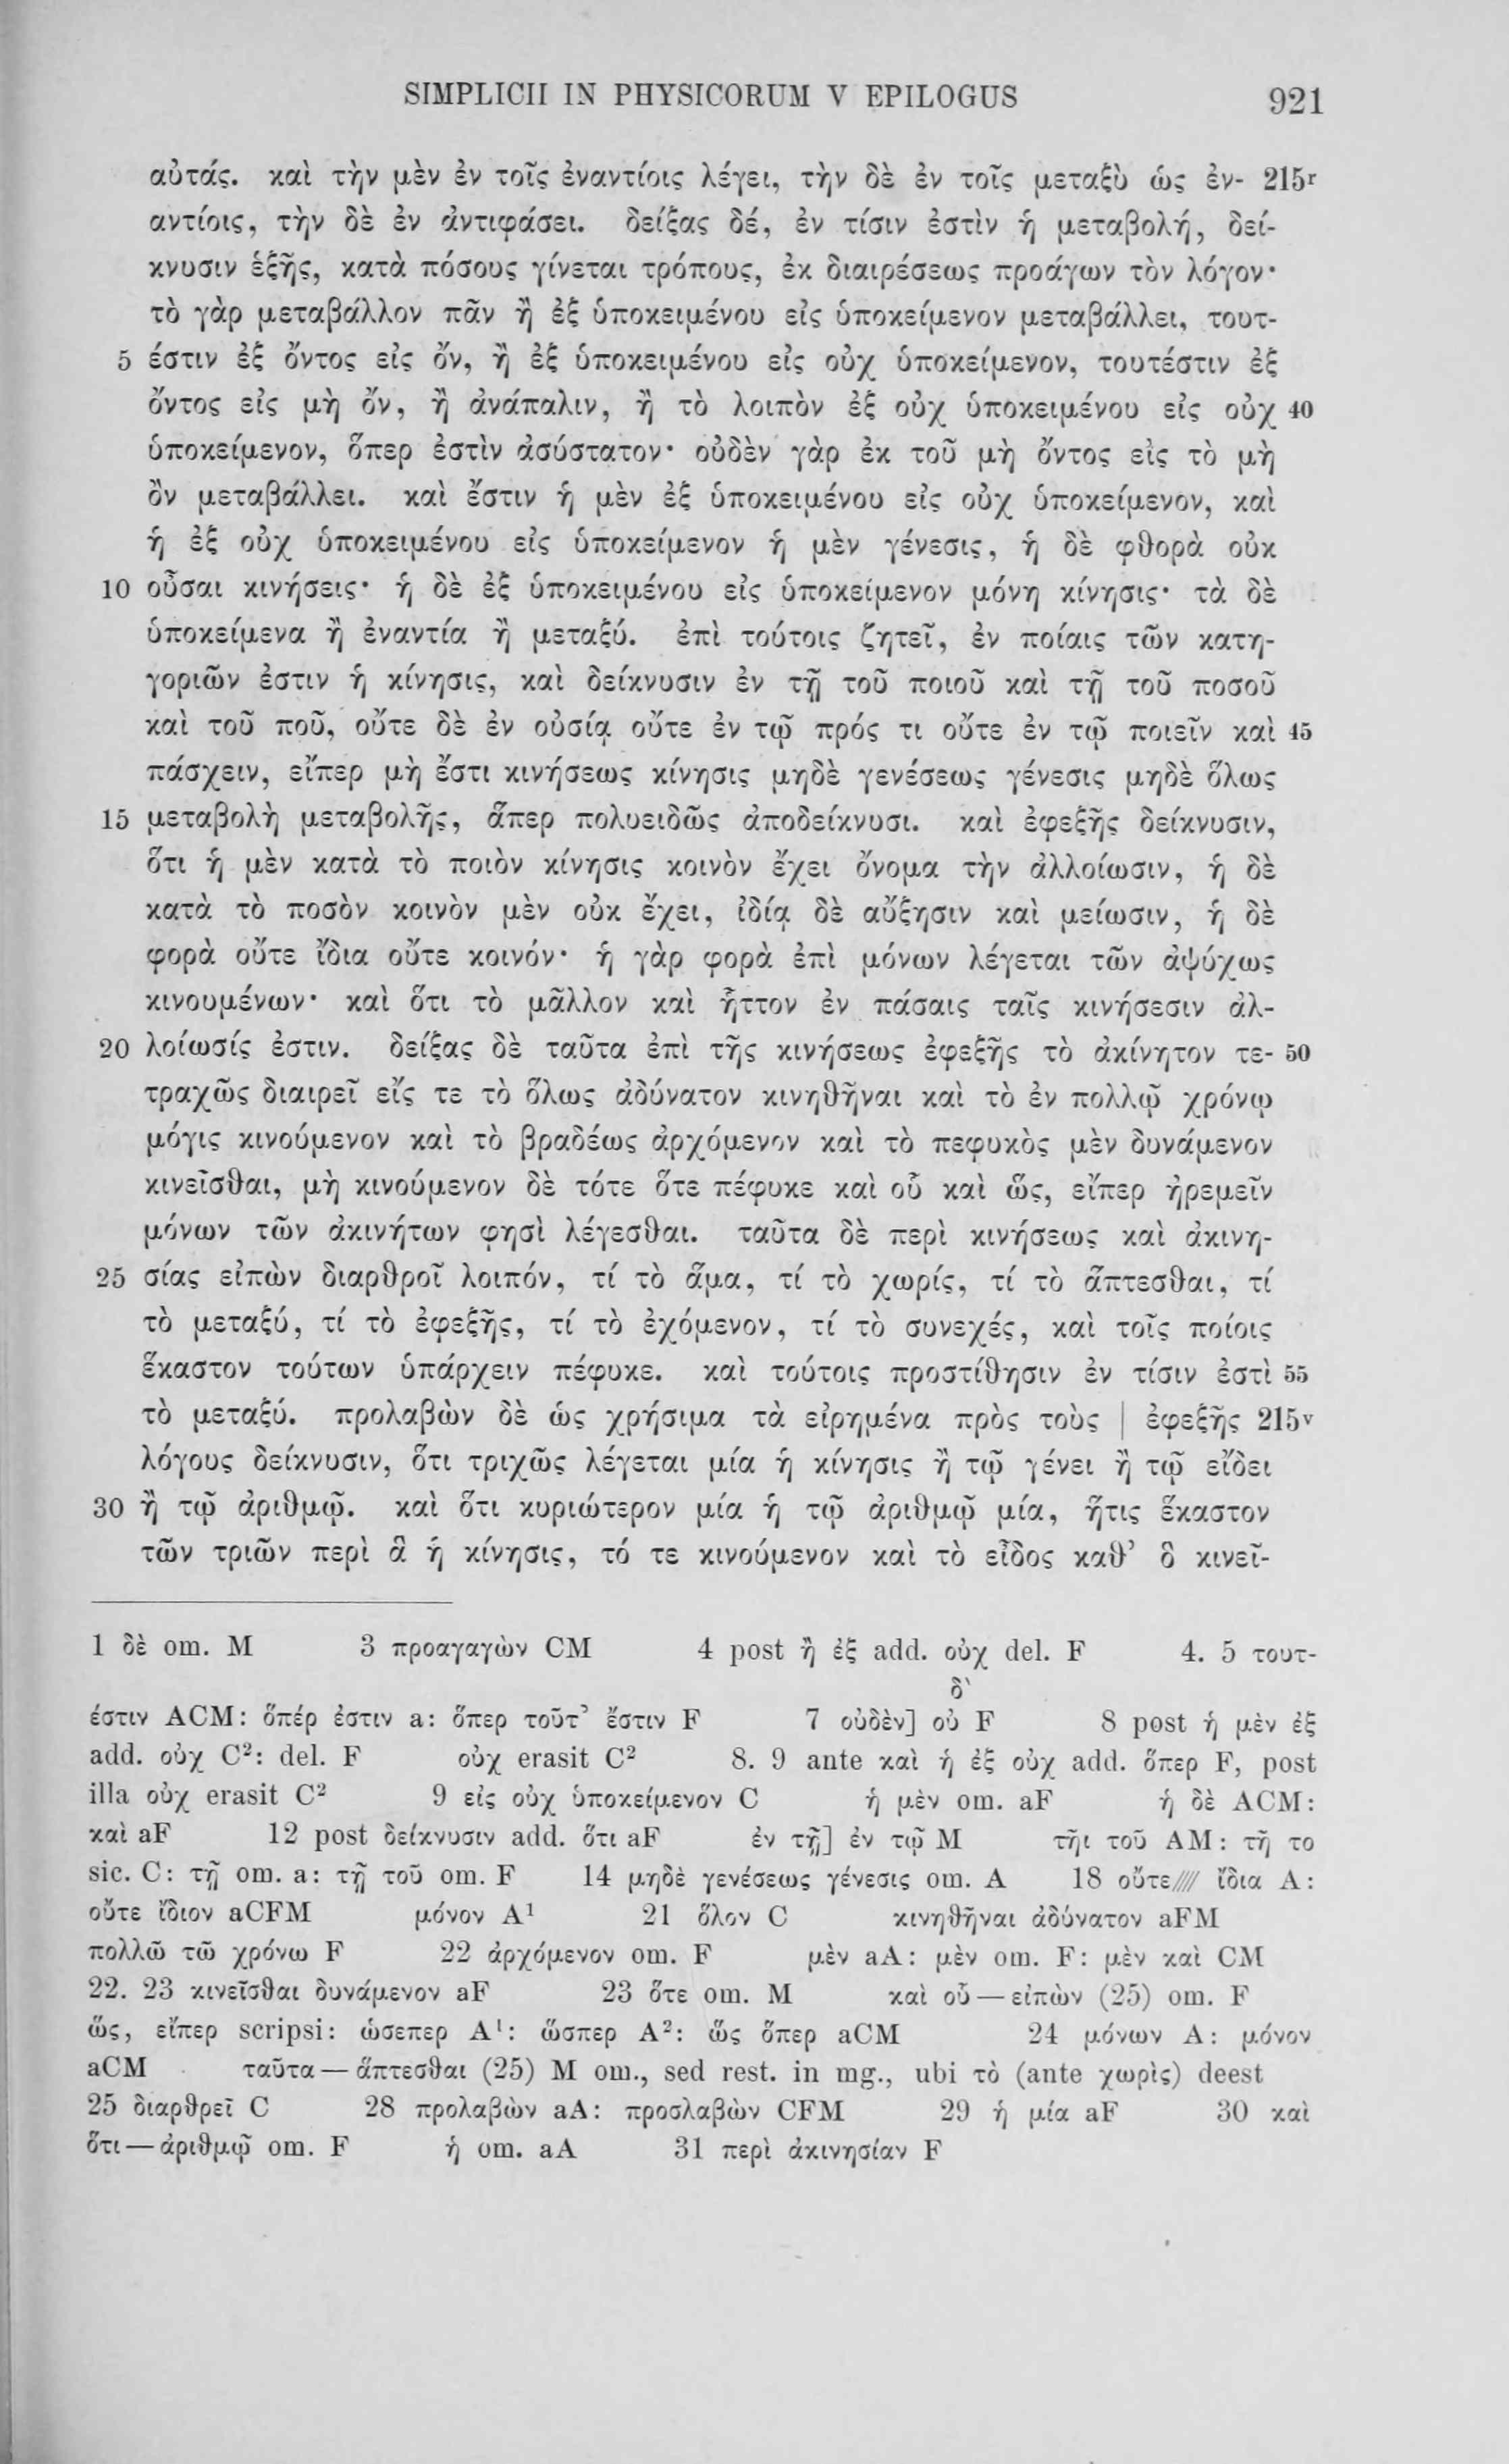 SIMPLICII IN PHYSICORUM V EPILOGUS 921
αὐτάς. καὶ τὴν μὲν ἐν τοῖς ἐναντίοις λέγει, τὴν δὲ ἐν τοῖς μεταξὺ ὡς ἐν- 215r
αντίοις, τὴν δὲ ἐν ἀντιφάσει. δείξας δέ, ἐν τίσιν ἐστὶν ἡ μεταβολή, δεί-
κνυσιν ἑξῆς, κατὰ πόσους γίνεται τρόπους, ἐκ διαιρέσεως προάγων τὸν λόγον·
τὸ γὰρ μεταβάλλον πᾶν ἢ ἐξ ὑποκειμένου εἰς ὑποκείμενον μεταβάλλει, τουτ-
5 έστιν ἐξ ὄντος εἰς ὄν, ἢ ἐξ ὑποκειμένου εἰς οὐχ ὑποκείμενον, τουτέστιν ἐξ
ὄντος εἰς μὴ ὄν, ἢ ἀνάπαλιν, ἢ τὸ λοιπὸν ἐξ οὐχ ὑποκειμένου εἰς οὐχ 40
ὑποκείμενον, ὅπερ ἐστὶν ἀσύστατον· οὐδὲν γὰρ ἐκ τοῦ μὴ ὄντος εἰς τὸ μὴ
ὂν μεταβάλλει. καὶ ἔστιν ἡ μὲν ἐξ ὑποκειμένου εἰς οὐχ ὑποκείμενον, καὶ
ἡ ἐξ οὐχ ὑποκειμένου εἰς ὑποκείμενον ἡ μὲν γένεσις, ἡ δὲ φθορὰ οὐκ
10 οὖσαι κινήσεις· ἡ δὲ ἐξ ὑποκειμένου εἰς ὑποκείμενον μόνη κίνησις· τὰ δὲ
ὑποκείμενα ἢ ἐναντία ἢ μεταξύ. ἐπὶ τούτοις ζητεῖ, ἐν ποίαις τῶν κατη-
γοριῶν ἐστιν ἡ κίνησις, καὶ δείκνυσιν ἐν τῇ τοῦ ποιοῦ καὶ τῇ τοῦ ποσοῦ
καὶ τοῦ ποῦ, οὔτε δὲ ἐν οὐσίᾳ οὔτε ἐν τῷ πρός τι οὔτε ἐν τῷ ποιεῖν καὶ 45
πάσχειν, εἴπερ μὴ ἔστι κινήσεως κίνησις μηδὲ γενέσεως γένεσις μηδὲ ὅλως
15 μεταβολὴ μεταβολῆς, ἅπερ πολυειδῶς ἀποδείκνυσι. καὶ ἐφεξῆς δείκνυσιν,
ὅτι ἡ μὲν κατὰ τὸ ποιὸν κίνησις κοινὸν ἔχει ὄνομα τὴν ἀλλοίωσιν, ἡ δὲ
κατὰ τὸ ποσὸν κοινὸν μὲν οὐκ ἔχει, ἰδίᾳ δὲ αὔξησιν καὶ μείωσιν, ἡ δὲ
φορὰ οὔτε ἴδια οὔτε κοινόν· ἡ γὰρ φορὰ ἐπὶ μόνων λέγεται τῶν ἀψύχως
κινουμένων· καὶ ὅτι τὸ μᾶλλον καὶ ἧττον ἐν πάσαις ταῖς κινήσεσιν ἀλ-
20 λοίωσίς ἐστιν. δείξας δὲ ταῦτα ἐπὶ τῆς κινήσεως ἐφεξῆς τὸ ἀκίνητον τε- 50
τραχῶς διαιρεῖ εἴς τε τὸ ὅλως ἀδύνατον κινηθῆναι καὶ τὸ ἐν πολλῷ χρόνῳ
μόγις κινούμενον καὶ τὸ βραδέως ἀρχόμενον καὶ τὸ πεφυκὸς μὲν δυνάμενον
κινεῖσθαι, μὴ κινούμενον δὲ τότε ὅτε πέφυκε καὶ οὗ καὶ ὥς, εἴπερ ἠρεμεῖν
μόνων τῶν ἀκινήτων φησὶ λέγεσθαι. ταῦτα δὲ περὶ κινήσεως καὶ ἀκινη-
25 σίας εἰπὼν διαρθροῖ λοιπόν, τί τὸ ἅμα, τί τὸ χωρίς, τί τὸ ἅπτεσθαι, τί
τὸ μεταξύ, τί τὸ ἐφεξῆς, τί τὸ ἐχόμενον, τί τὸ συνεχές, καὶ τοῖς ποίοις
ἕκαστον τούτων ὑπάρχειν πέφυκε. καὶ τούτοις προστίθησιν ἐν τίσιν ἐστὶ 55
τὸ μεταξύ. προλαβὼν δὲ ὡς χρήσιμα τὰ εἰρημένα πρὸς τοὺς | ἐφεξῆς 215v
λόγους δείκνυσιν, ὅτι τριχῶς λέγεται μία ἡ κίνησις ἢ τῷ γένει ἢ τῷ εἴδει
30 ἢ τῷ ἀριθμῷ. καὶ ὅτι κυριώτερον μία ἡ τῷ ἀριθμῷ μία, ἥτις ἕκαστον
τῶν τριῶν περὶ ἃ ἡ κίνησις, τό τε κινούμενον καὶ τὸ εἶδος καθ’ ὃ κινεῖ-
1 δὲ om. M 3 προαγαγὼν CM 4 post ἢ ἐξ add. οὐχ del. F 4. 5 τουτ-
έστιν ACM: ὅπέρ ἐστιν a: ὅπερ τοῦτ’ ἔστιν F 7 οὐδὲν] οὐδ̀ F 8 post ἡ μὲν ἐξ
add. οὐχ C²: del. F οὐχ erasit C² 8. 9 ante καὶ ἡ ἐξ οὐχ add. ὅπερ F, post
illa οὐχ erasit C² 9 εἰς οὐχ ὑποκείμενον C ἡ μὲν om. aF ἡ δὲ ACM:
καὶ aF 12 post δείκνυσιν add. ὅτι aF ἐν τῇ] ἐν τῷ M τῆι τοῦ AM: τῆ το
sic. C: τῇ om. a: τῇ τοῦ om. F 14 μηδὲ γενέσεως γένεσις om. A 18 οὔτε//// ἴδια A:
οὔτε ἴδιον aCFM μόνον A¹ 21 ὅλον C κινηθῆναι ἀδύνατον aFM
πολλῶ τῶ χρόνω F 22 ἀρχόμενον om. F μὲν aA: μὲν om. F: μὲν καὶ CM
22. 23 κινεῖσθαι δυνάμενον aF 23 ὅτε om. M καὶ οὗ — εἰπὼν (25) om. F
ὥς, εἴπερ scripsi: ὡσεπερ A¹: ὥσπερ A²: ὥς ὅπερ aCM 24 μόνων A: μόνον
aCM ταῦτα — ἅπτεσθαι (25) M om., sed rest. in mg., ubi τὸ (ante χωρὶς) deest
25 διαρθρεῖ C 28 προλαβὼν aA: προσλαβὼν CFM 29 ἡ μία aF 30 καὶ
ὅτι — ἀριθμῷ om. F ἡ om. aA 31 περὶ ἀκινησίαν F